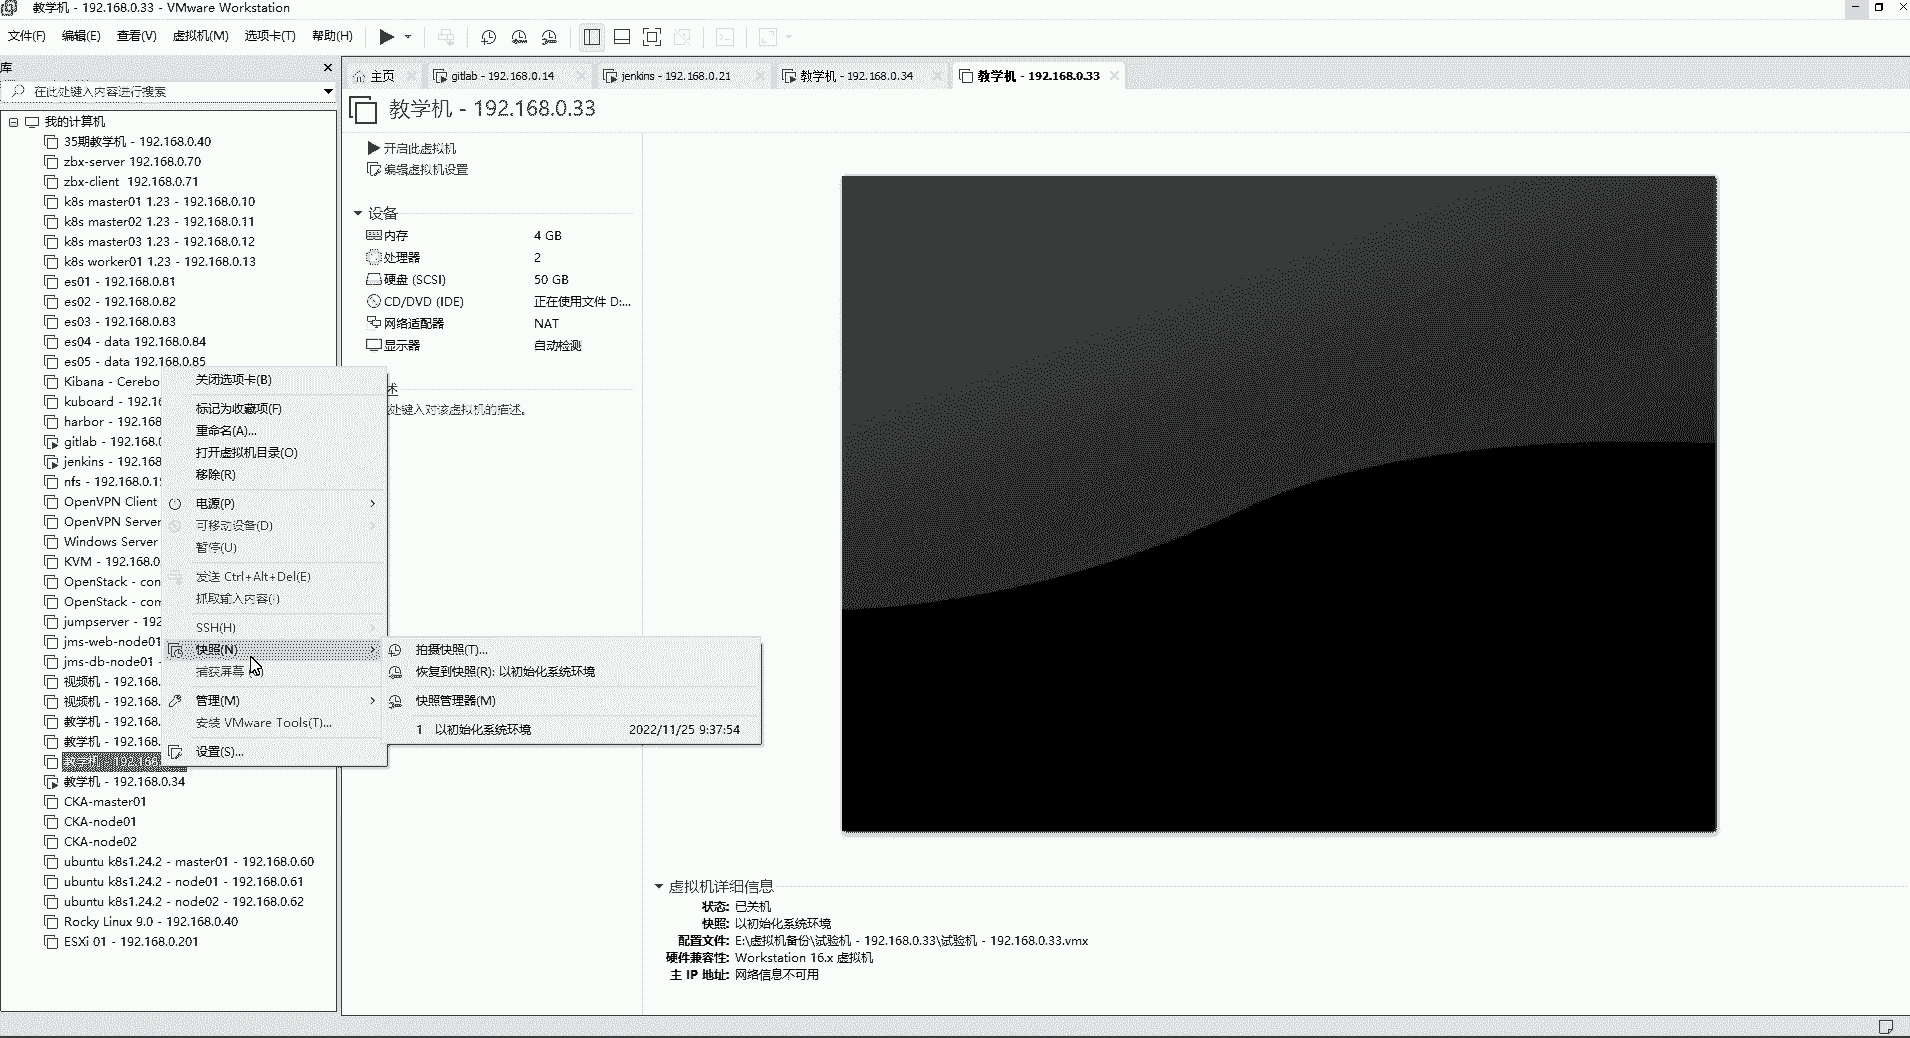 教学机 - 192.168.0.33 - VMware Workstation
文件(F) 编辑(E) 查看(V) 虚拟机(M) 选项卡(T) 帮助(H)
库
在此处键入内容进行搜索
我的计算机
35期教学机 - 192.168.0.40
zbx-server 192.168.0.70
zbx-client 192.168.0.71
k8s master01 1.23 - 192.168.0.10
k8s master02 1.23 - 192.168.0.11
k8s master03 1.23 - 192.168.0.12
k8s worker01 1.23 - 192.168.0.13
es01 - 192.168.0.81
es02 - 192.168.0.82
es03 - 192.168.0.83
es04 - data 192.168.0.84
es05 - data 192.168.0.85
Kibana - Cerebo
kuboard - 192.16
harbor - 192.168
gitlab - 192.168.0
jenkins - 192.168
nfs - 192.168.0.1
OpenVPN Client
OpenVPN Server
Windows Server
KVM - 192.168.0
OpenStack - con
OpenStack - com
jumpserver - 192
jms-web-node01
jms-db-node01 -
视频机 - 192.168.
视频机 - 192.168.
教学机 - 192.168.
教学机 - 192.168.
教学机 - 192.168
教学机 - 192.168.0.34
CKA-master01
CKA-node01
CKA-node02
ubuntu k8s1.24.2 - master01 - 192.168.0.60
ubuntu k8s1.24.2 - node01 - 192.168.0.61
ubuntu k8s1.24.2 - node02 - 192.168.0.62
Rocky Linux 9.0 - 192.168.0.40
ESXi 01 - 192.168.0.201
关闭选项卡(B)
标记为收藏项(F)
重命名(A)...
打开虚拟机目录(O)
移除(R)
电源(P)
可移动设备(D)
暂停(U)
发送 Ctrl+Alt+Del(E)
抓取输入内容(I)
SSH(H)
快照(N)
捕获屏幕
管理(M)
安装 VMware Tools(T)...
设置(S)...
拍摄快照(T)...
恢复到快照(R): 以初始化系统环境
快照管理器(M)
1 以初始化系统环境 2022/11/25 9:37:54
主页 gitlab - 192.168.0.14 jenkins - 192.168.0.21 教学机 - 192.168.0.34 教学机 - 192.168.0.33
教学机 - 192.168.0.33
开启此虚拟机
编辑虚拟机设置
设备
内存 4 GB
处理器 2
硬盘 (SCSI) 50 GB
CD/DVD (IDE) 正在使用文件 D:...
网络适配器 NAT
显示器 自动检测
述
处键入对该虚拟机的描述。
虚拟机详细信息
状态: 已关机
快照: 以初始化系统环境
配置文件: E:\虚拟机备份\试验机 - 192.168.0.33\试验机 - 192.168.0.33.vmx
硬件兼容性: Workstation 16.x 虚拟机
主 IP 地址: 网络信息不可用